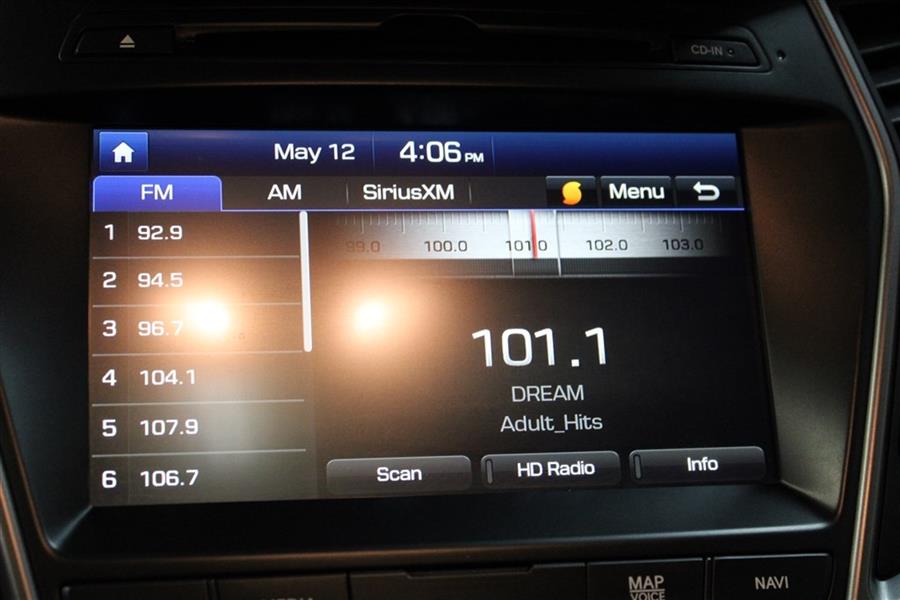 CD-IN
May 12 4:06 PM
FM AM SiriusXM Menu
1 92.9
2 94.5
3 96.7
4 104.1
5 107.9
6 106.7
99.0 100.0 101.0 102.0 103.0
101.1
DREAM
Adult_Hits
Scan HD Radio Info
MAP
VOICE
NAVI